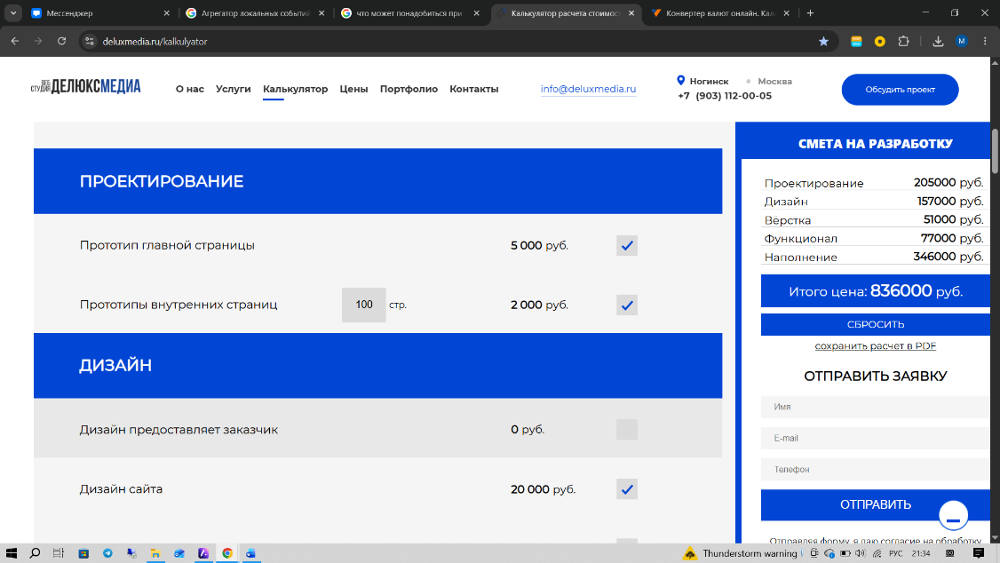 Мессенджер
Агрегатор локальных событий
что может понадобиться при
Калькулятор расчета стоимос
Конвертер валют онлайн. Кал
deluxmedia.ru/kalkulyator
M
ВЕБ СТУДИЯ ДЕЛЮКСМЕДИА
О нас Услуги Калькулятор Цены Портфолио Контакты
info@deluxmedia.ru
Ногинск Москва
+7 (903) 112-00-05
Обсудить проект
ПРОЕКТИРОВАНИЕ
Прототип главной страницы 5 000 руб.
Прототипы внутренних страниц 100 стр. 2 000 руб.
ДИЗАЙН
Дизайн предоставляет заказчик 0 руб.
Дизайн сайта 20 000 руб.
СМЕТА НА РАЗРАБОТКУ
Проектирование 205000 руб.
Дизайн 157000 руб.
Верстка 51000 руб.
Функционал 77000 руб.
Наполнение 346000 руб.
Итого цена: 836000 руб.
СБРОСИТЬ
сохранить расчет в PDF
ОТПРАВИТЬ ЗАЯВКУ
Имя
E-mail
Телефон
ОТПРАВИТЬ
Отправляя форму, я даю согласие на обработку
Thunderstorm warning
РУС
21:34